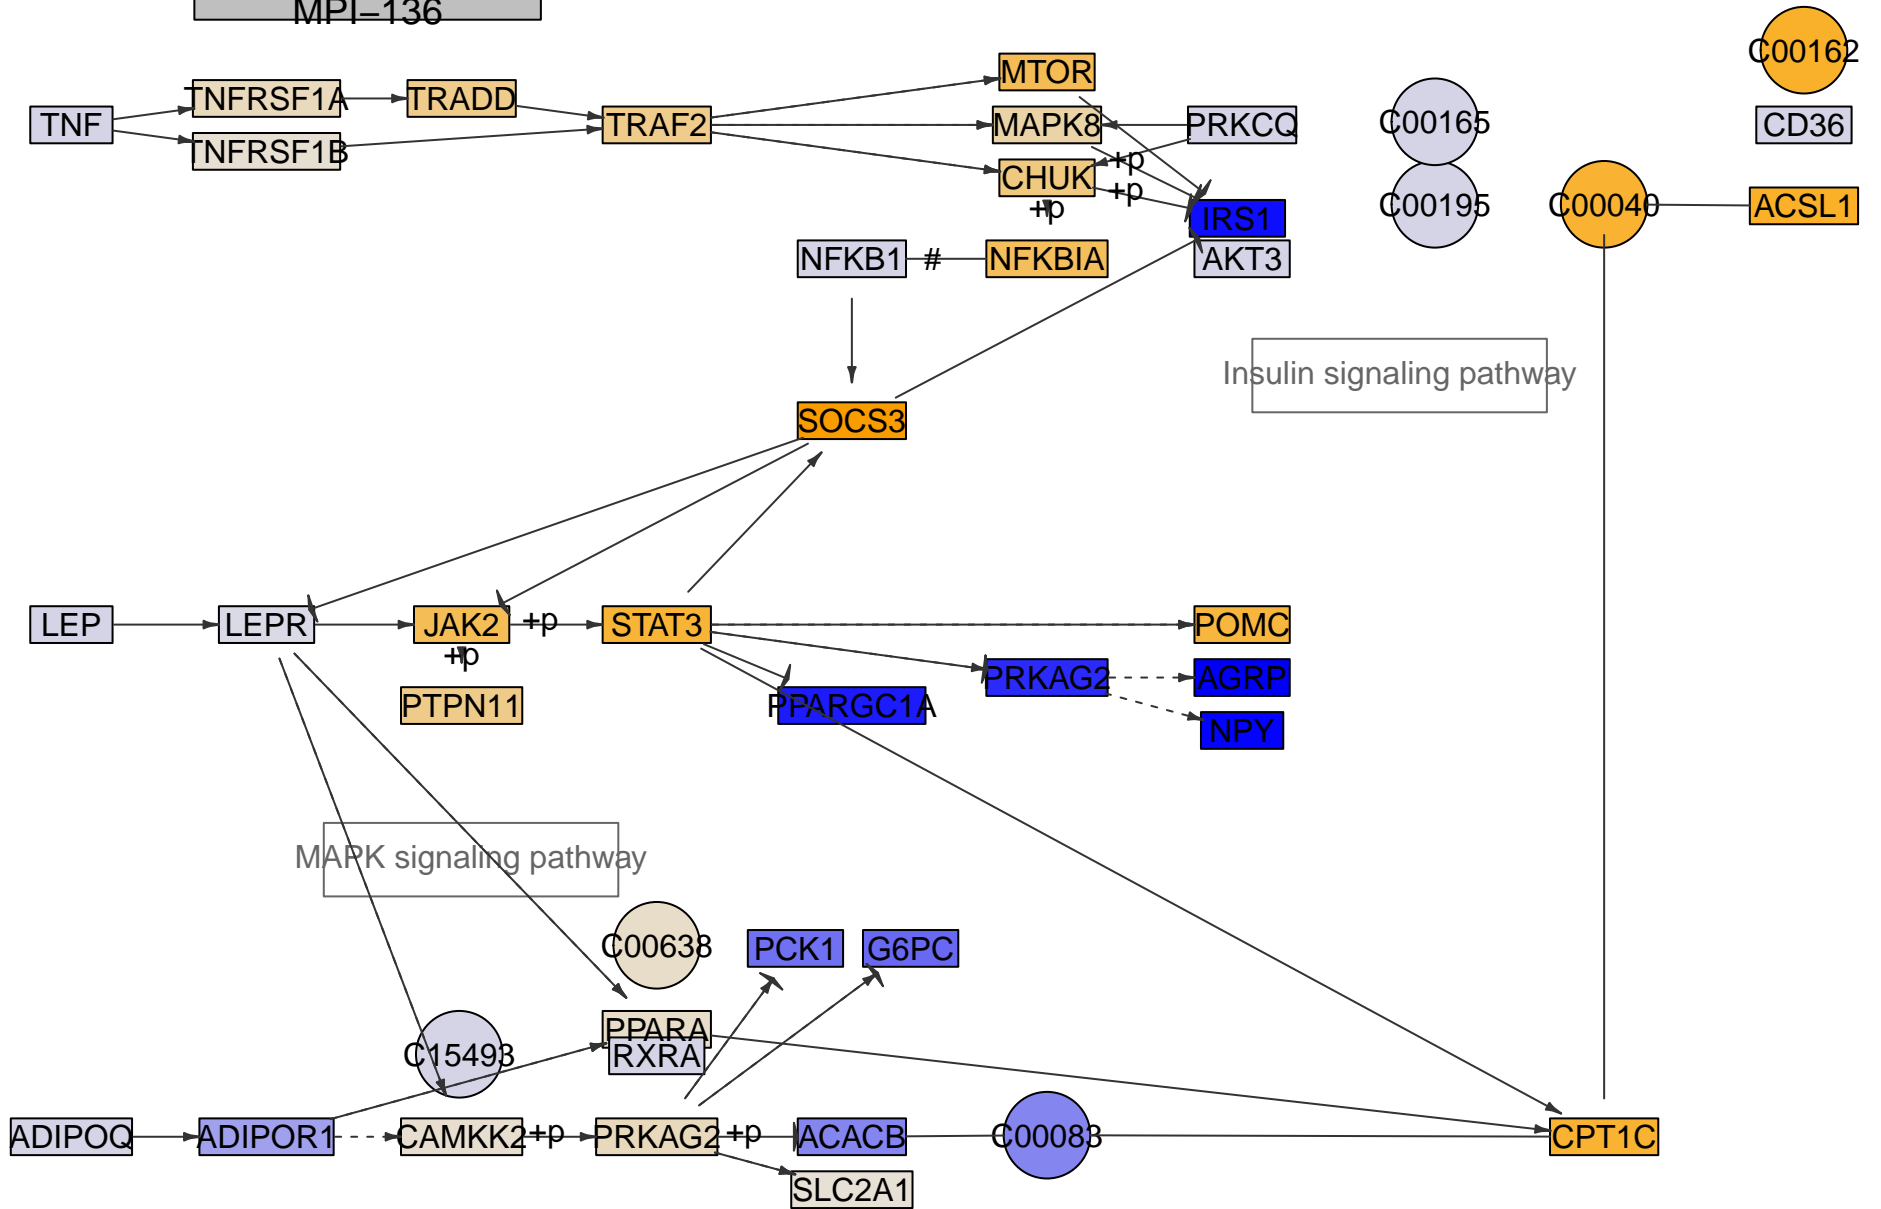 MPI–136
C00162
TNF
TNFRSF1A
TNFRSF1B
TRADD
TRAF2
MTOR
MAPK8
PRKCQ
CHUK
+p
+p
+p
IRS1
AKT3
NFKB1
#
NFKBIA
C00165
C00195
C00040
CD36
ACSL1
Insulin signaling pathway
SOCS3
LEP
LEPR
JAK2
+p
STAT3
POMC
+p
PTPN11
PPARGC1A
PRKAG2
AGRP
NPY
MAPK signaling pathway
C00638
PCK1
G6PC
PPARA
RXRA
C15493
ADIPOQ
ADIPOR1
CAMKK2
+p
PRKAG2
+p
ACACB
C00083
CPT1C
SLC2A1